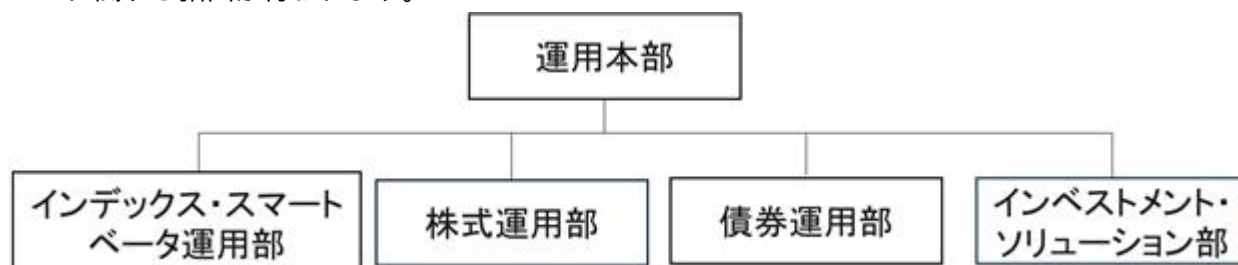 運用本部
インデックス・スマート
ベータ運用部
株式運用部
債券運用部
インベストメント・
ソリューション部